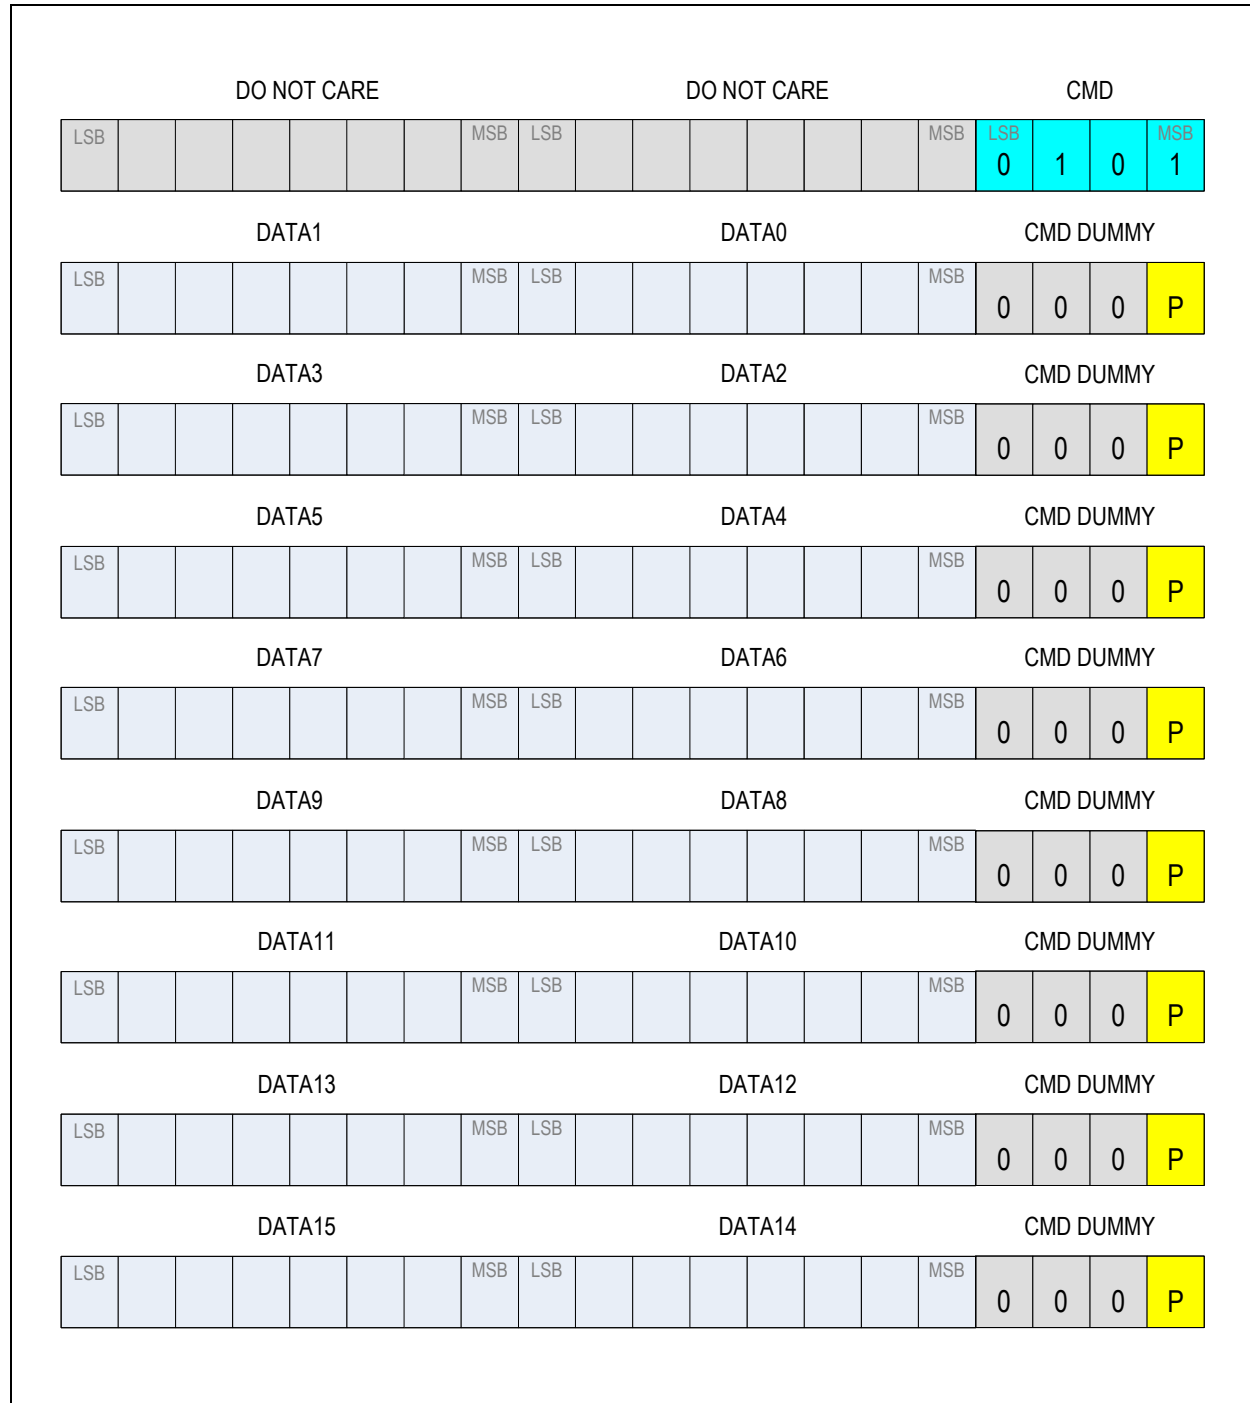 DO NOT CARE DO NOT CARE CMD
LSB MSB LSB MSB LSB MSB
0 1 0 1
DATA1 DATA0 CMD DUMMY
LSB MSB LSB MSB
0 0 0 P
DATA3 DATA2 CMD DUMMY
LSB MSB LSB MSB
0 0 0 P
DATA5 DATA4 CMD DUMMY
LSB MSB LSB MSB
0 0 0 P
DATA7 DATA6 CMD DUMMY
LSB MSB LSB MSB
0 0 0 P
DATA9 DATA8 CMD DUMMY
LSB MSB LSB MSB
0 0 0 P
DATA11 DATA10 CMD DUMMY
LSB MSB LSB MSB
0 0 0 P
DATA13 DATA12 CMD DUMMY
LSB MSB LSB MSB
0 0 0 P
DATA15 DATA14 CMD DUMMY
LSB MSB LSB MSB
0 0 0 P